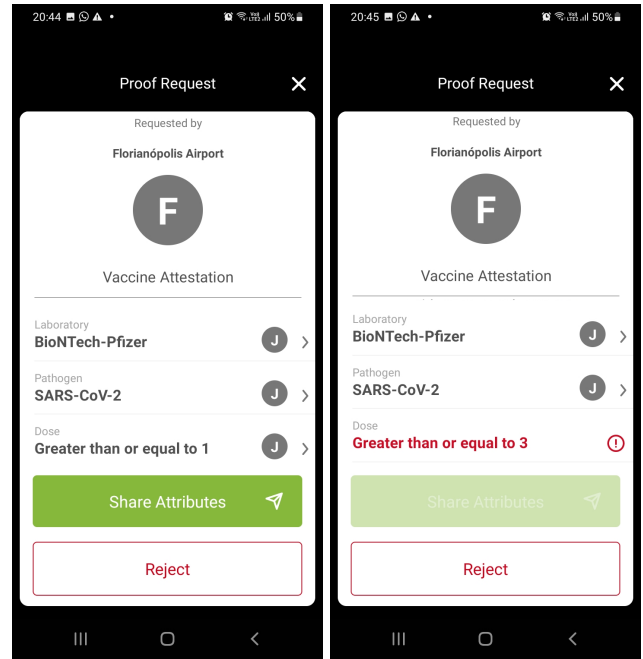 20:44
50%
Proof Request
Requested by
Florianópolis Airport
F
Vaccine Attestation
Laboratory
BioNTech-Pfizer
J
Pathogen
SARS-CoV-2
J
Dose
Greater than or equal to 1
J
Share Attributes
Reject
20:45
50%
Proof Request
Requested by
Florianópolis Airport
F
Vaccine Attestation
Laboratory
BioNTech-Pfizer
J
Pathogen
SARS-CoV-2
J
Dose
Greater than or equal to 3
Share Attributes
Reject